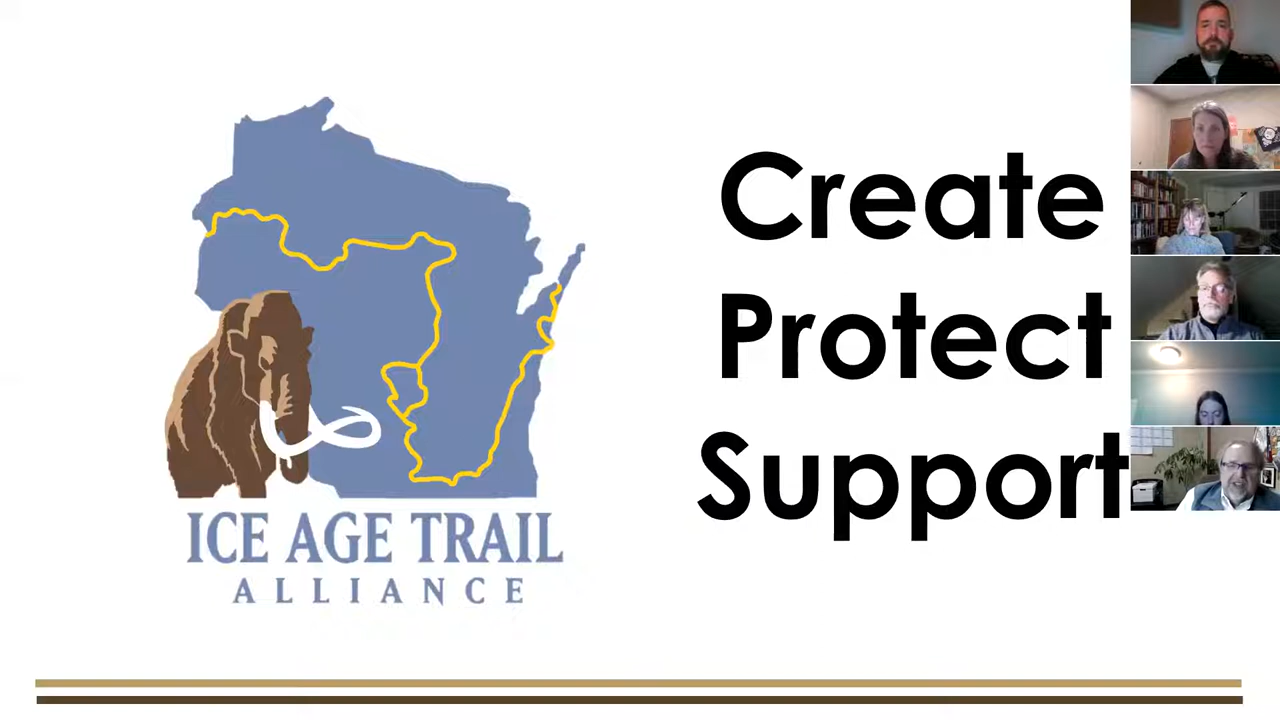 Create
Protect
Support
ICE AGE TRAIL
ALLIANCE